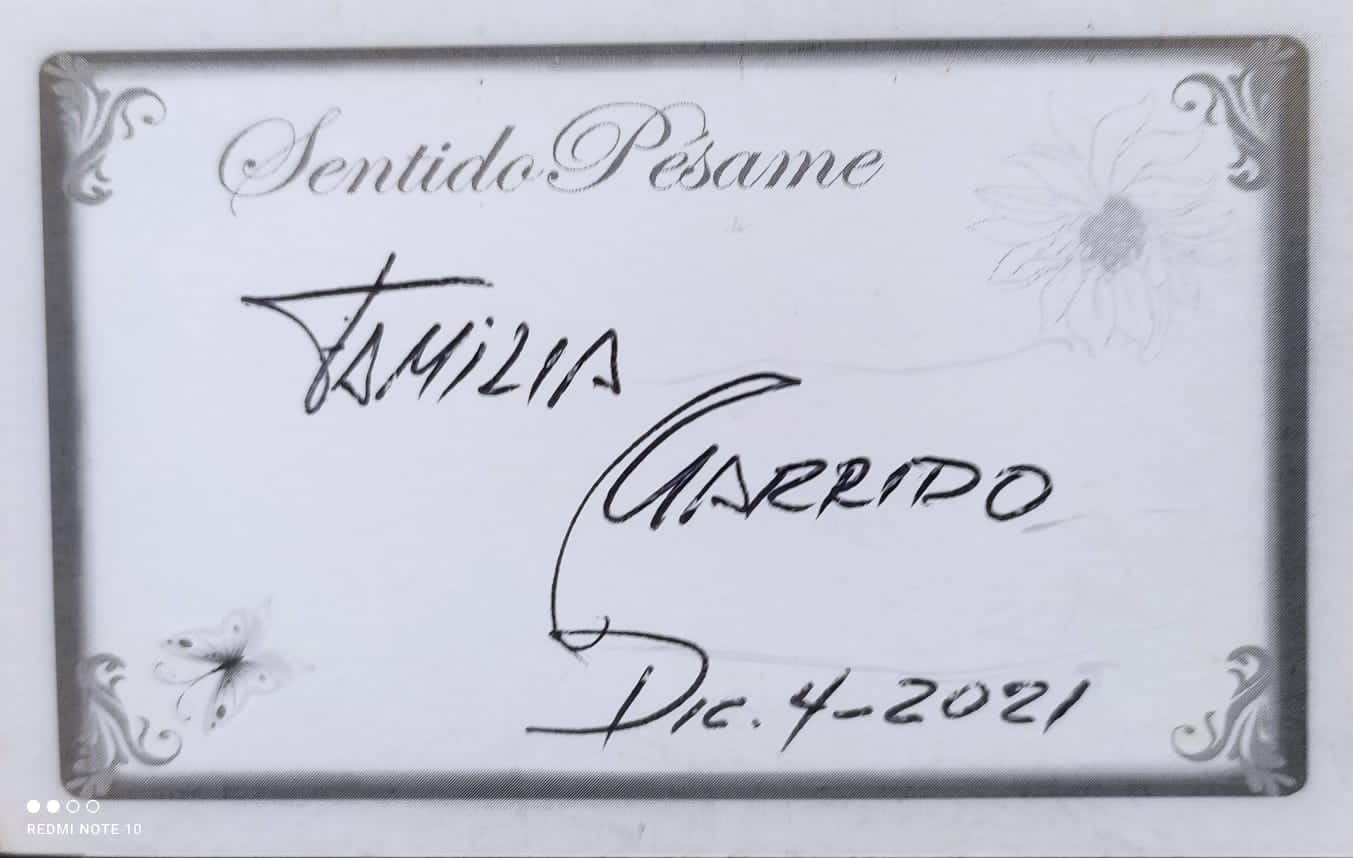 Sentido Pésame
FAMiLIA
GARRIDO
Dic. 4-2021
REDMI NOTE 10